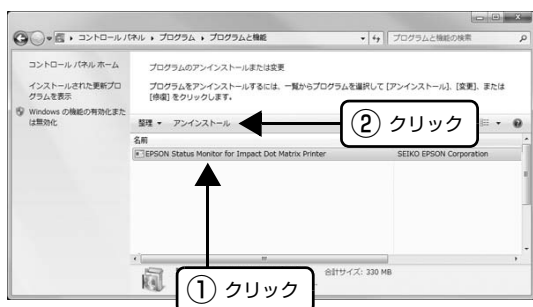 コントロール パネル ▸ プログラム ▸ プログラムと機能
プログラムと機能の検索
コントロール パネル ホーム
インストールされた更新プロ
グラムを表示
Windows の機能の有効化また
は無効化
プログラムのアンインストールまたは変更
プログラムをアンインストールするには、一覧からプログラムを選択して [アンインストール]、[変更]、または
[修復] をクリックします。
整理 ▾ アンインストール
② クリック
名前
EPSON Status Monitor for Impact Dot Matrix Printer SEIKO EPSON Corporation
合計サイズ: 330 MB
① クリック